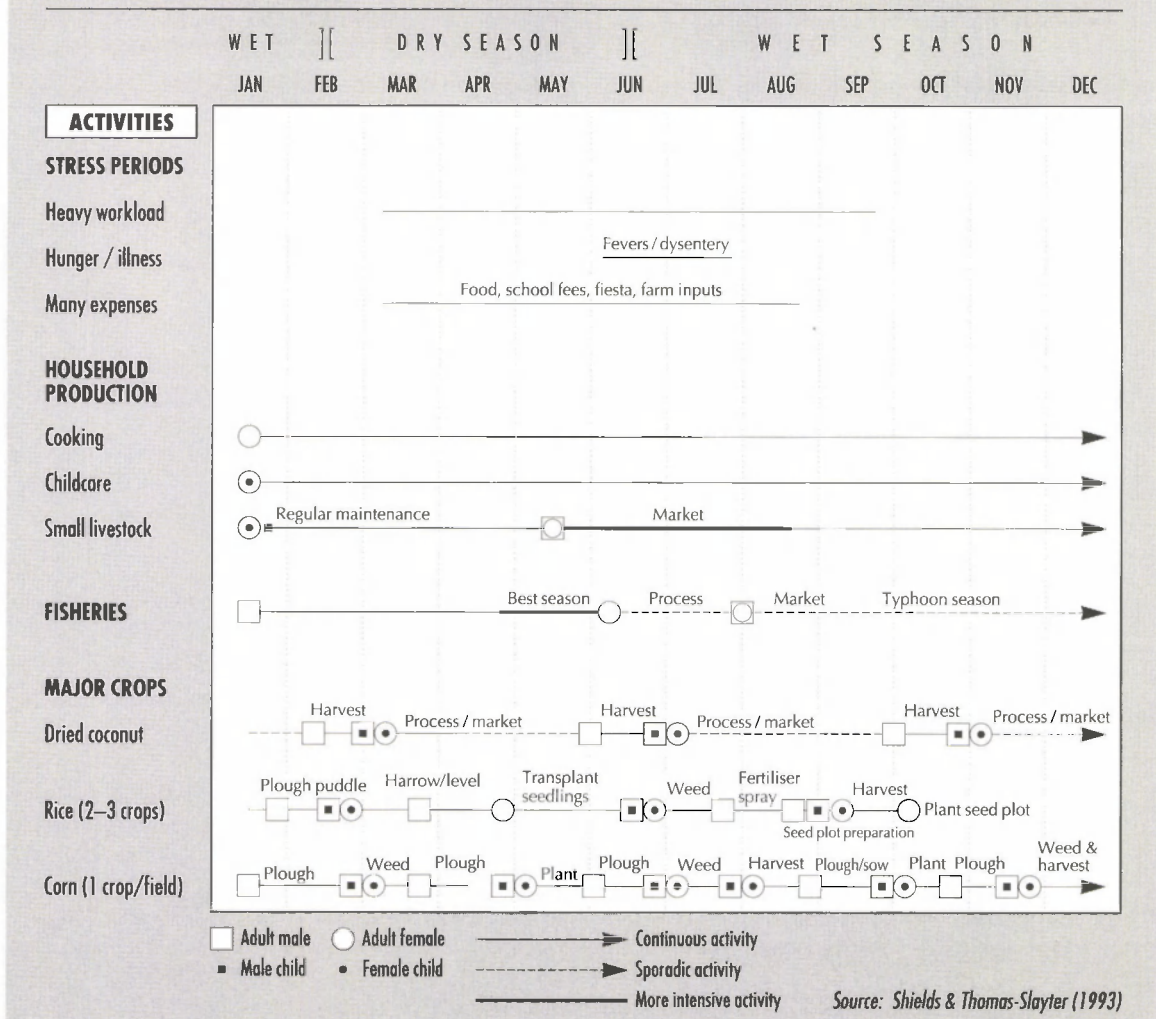 WET ][ DRY SEASON ][ WET SEASON
JAN FEB MAR APR MAY JUN JUL AUG SEP OCT NOV DEC
ACTIVITIES
STRESS PERIODS
Heavy workload
Hunger / illness Fevers / dysentery
Many expenses Food, school fees, fiesta, farm inputs
HOUSEHOLD
PRODUCTION
Cooking
Childcare
Small livestock Regular maintenance Market
FISHERIES Best season Process Market Typhoon season
MAJOR CROPS
Dried coconut Harvest Process / market Harvest Process / market Harvest Process / market
Rice (2–3 crops) Plough puddle Harrow/level Transplant seedlings Weed Fertiliser spray Seed plot preparation Harvest Plant seed plot
Corn (1 crop/field) Plough Weed Plough Plant Plough Weed Harvest Plough/sow Plant Plough Weed & harvest
Adult male Adult female Continuous activity
Male child Female child Sporadic activity
More intensive activity Source: Shields & Thomas-Slayter (1993)